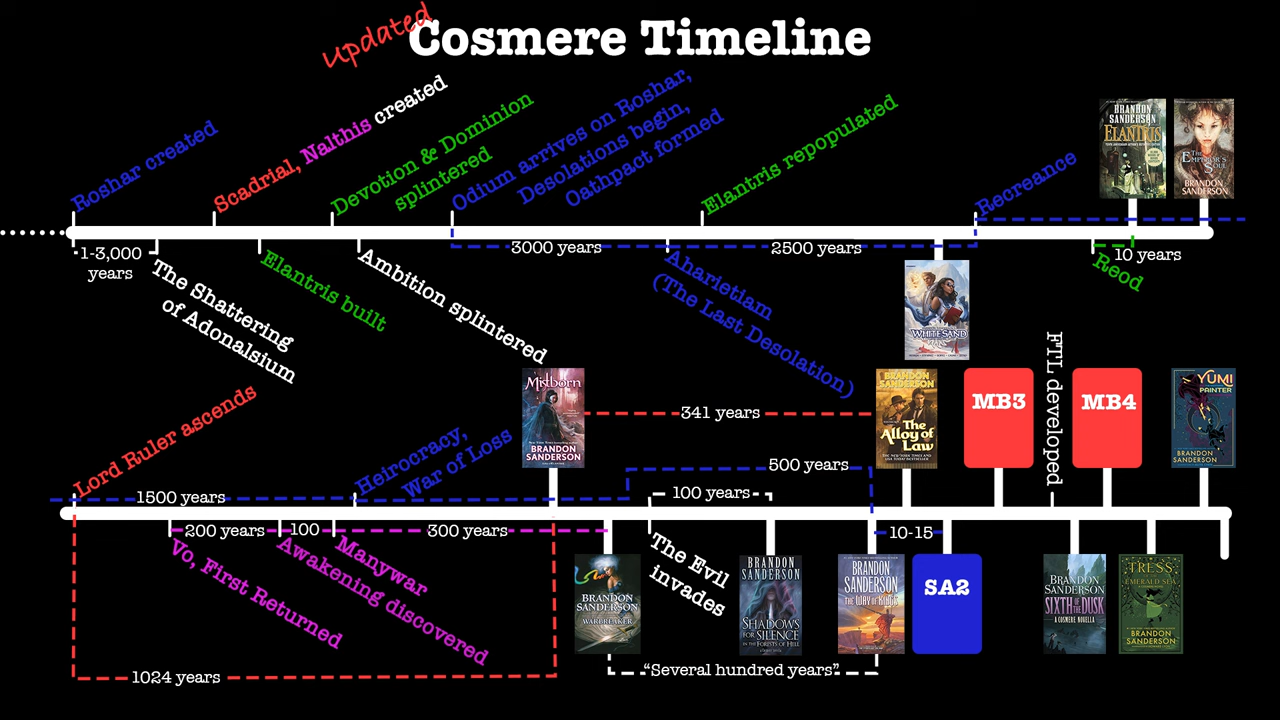 Updated
Cosmere Timeline
Roshar created
Scadrial, Nalthis created
Devotion & Dominion
splintered
Odium arrives on Roshar,
Desolations begin,
Oathpact formed
Elantris repopulated
Recreance
BRANDON
SANDERSON
ELANTRIS
THE
EMPEROR'S
SOUL
BRANDON
SANDERSON
1-3,000
years
The Shattering
of Adonalsium
Elantris built
Ambition splintered
3000 years
Aharietiam
(The Last Desolation)
2500 years
WHITE SAND
Reod
10 years
Lord Ruler ascends
1500 years
Heirocracy,
War of Loss
Mistborn
BRANDON
SANDERSON
341 years
500 years
100 years
BRANDON
SANDERSON
The
Alloy of
Law
MB3
FTL developed
MB4
YUMI
PAINTER
BRANDON
SANDERSON
200 years
100
300 years
10-15
Vo, First Returned
Awakening discovered
Manywar
The Evil
invades
BRANDON
SANDERSON
WARBREAKER
BRANDON
SANDERSON
SHADOWS
FOR SILENCE
IN THE FORESTS OF HELL
BRANDON
SANDERSON
THE WAY OF KINGS
SA2
BRANDON
SANDERSON
SIXTH OF THE DUSK
A COSMERE NOVELLA
TRESS
EMERALD SEA
BRANDON
SANDERSON
1024 years
“Several hundred years”